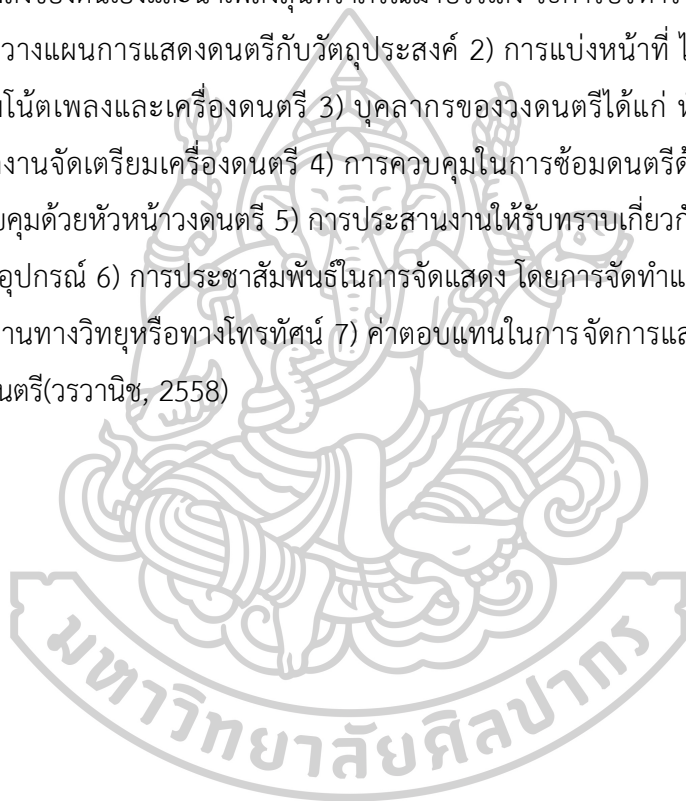 วางแผนการแสดงดนตรีกับวัตถุประสงค์ 2) การแบ่งหน้าที่
โน้ตเพลงและเครื่องดนตรี 3) บุคลากรของวงดนตรีได้แก่
งานจัดเตรียมเครื่องดนตรี 4) การควบคุมในการซ้อมดนตรี
คุมด้วยหัวหน้าวงดนตรี 5) การประสานงานให้รับทราบเกี่ยวกั
อุปกรณ์ 6) การประชาสัมพันธ์ในการจัดแสดง โดยการจัดทำ
านทางวิทยุหรือทางโทรทัศน์ 7) ค่าตอบแทนในการจัดการแส
นตรี(วรวานิช, 2558)
มหาวิทยาลัยศิลปากร